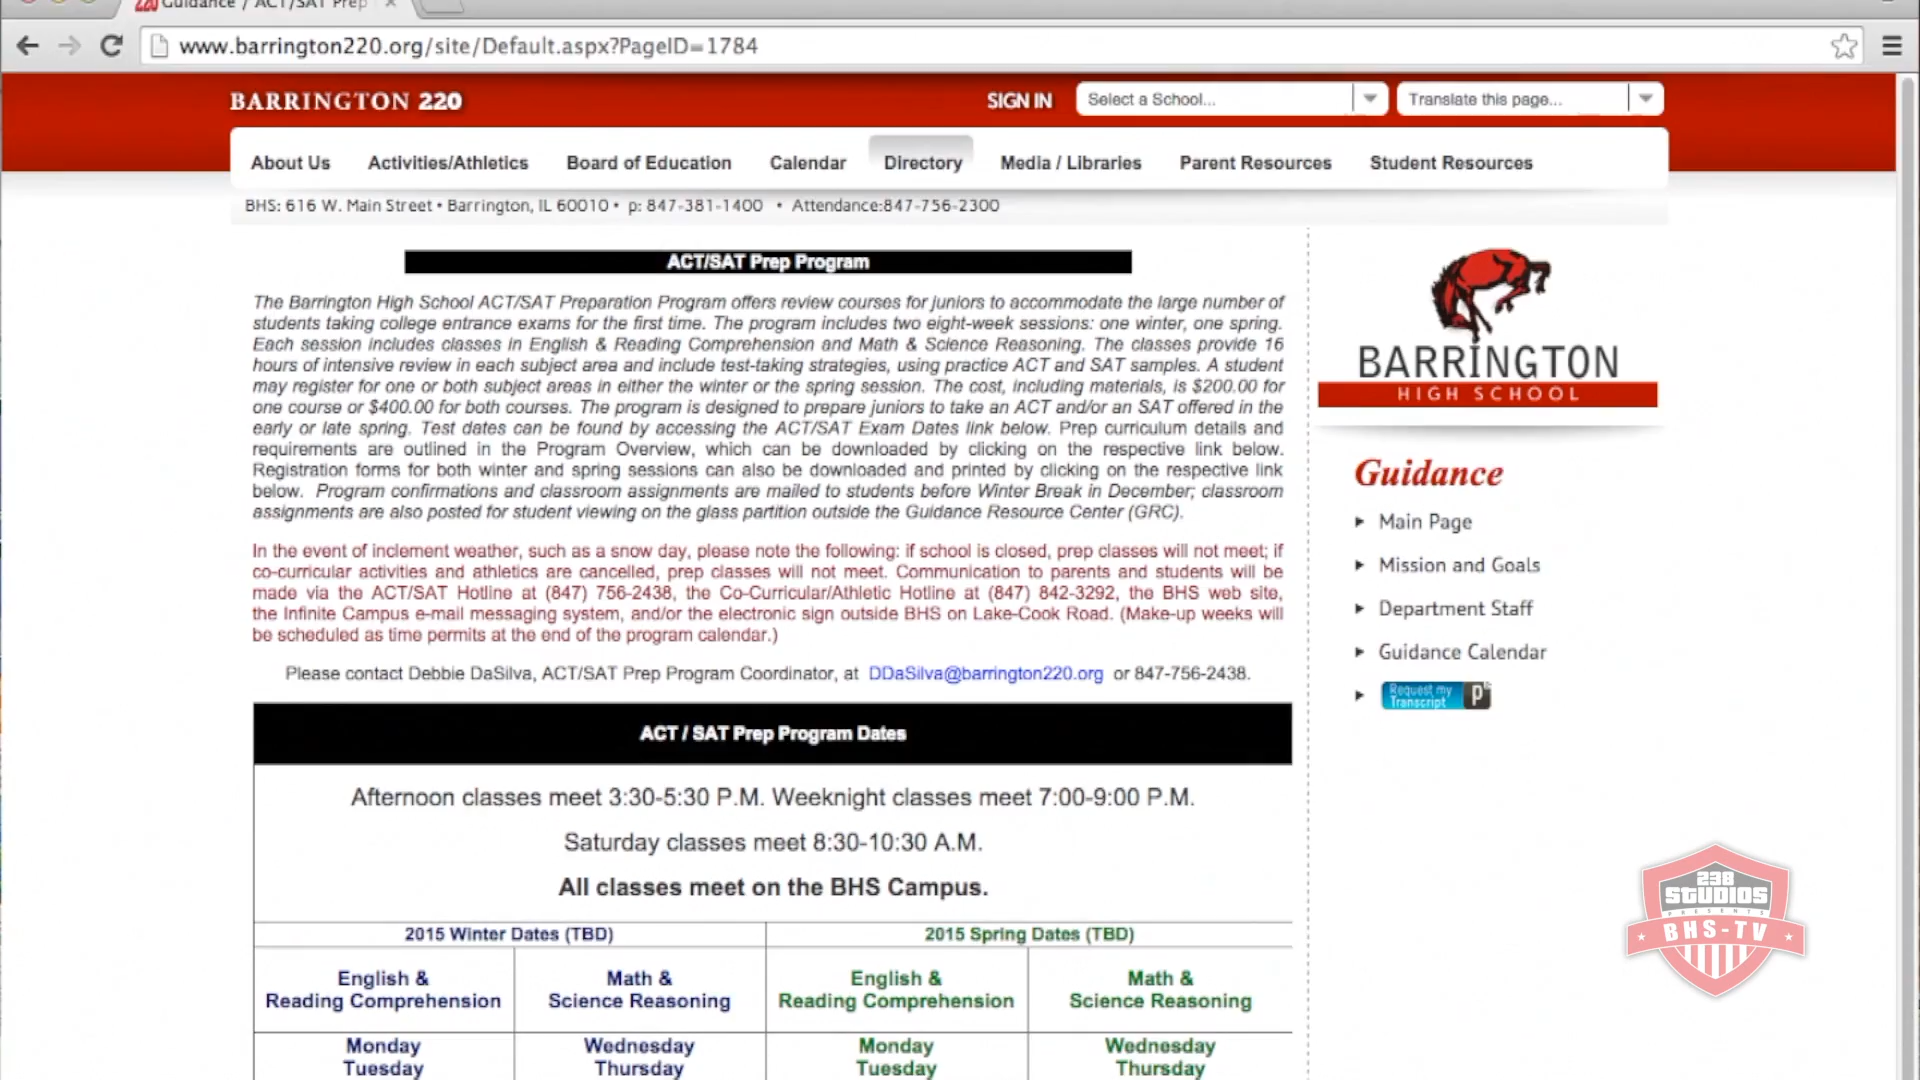 Guidance / ACT/SAT Prep
www.barrington220.org/site/Default.aspx?PageID=1784
BARRINGTON 220
SIGN IN
Select a School...
Translate this page...
About Us
Activities/Athletics
Board of Education
Calendar
Directory
Media / Libraries
Parent Resources
Student Resources
BHS: 616 W. Main Street • Barrington, IL 60010 • p: 847-381-1400 • Attendance:847-756-2300
ACT/SAT Prep Program
The Barrington High School ACT/SAT Preparation Program offers review courses for juniors to accommodate the large number of
students taking college entrance exams for the first time. The program includes two eight-week sessions: one winter, one spring.
Each session includes classes in English & Reading Comprehension and Math & Science Reasoning. The classes provide 16
hours of intensive review in each subject area and include test-taking strategies, using practice ACT and SAT samples. A student
may register for one or both subject areas in either the winter or the spring session. The cost, including materials, is $200.00 for
one course or $400.00 for both courses. The program is designed to prepare juniors to take an ACT and/or an SAT offered in the
early or late spring. Test dates can be found by accessing the ACT/SAT Exam Dates link below. Prep curriculum details and
requirements are outlined in the Program Overview, which can be downloaded by clicking on the respective link below.
Registration forms for both winter and spring sessions can also be downloaded and printed by clicking on the respective link
below. Program confirmations and classroom assignments are mailed to students before Winter Break in December; classroom
assignments are also posted for student viewing on the glass partition outside the Guidance Resource Center (GRC).
In the event of inclement weather, such as a snow day, please note the following: if school is closed, prep classes will not meet; if
co-curricular activities and athletics are cancelled, prep classes will not meet. Communication to parents and students will be
made via the ACT/SAT Hotline at (847) 756-2438, the Co-Curricular/Athletic Hotline at (847) 842-3292, the BHS web site,
the Infinite Campus e-mail messaging system, and/or the electronic sign outside BHS on Lake-Cook Road. (Make-up weeks will
be scheduled as time permits at the end of the program calendar.)
Please contact Debbie DaSilva, ACT/SAT Prep Program Coordinator, at DDaSilva@barrington220.org or 847-756-2438.
ACT / SAT Prep Program Dates
Afternoon classes meet 3:30-5:30 P.M. Weeknight classes meet 7:00-9:00 P.M.
Saturday classes meet 8:30-10:30 A.M.
All classes meet on the BHS Campus.
2015 Winter Dates (TBD)
2015 Spring Dates (TBD)
English &
Reading Comprehension
Math &
Science Reasoning
English &
Reading Comprehension
Math &
Science Reasoning
Monday
Tuesday
Wednesday
Thursday
Monday
Tuesday
Wednesday
Thursday
BARRINGTON
HIGH SCHOOL
Guidance
Main Page
Mission and Goals
Department Staff
Guidance Calendar
Request my
Transcript
P
238
STUDIOS
PRESENTS
BHS-TV